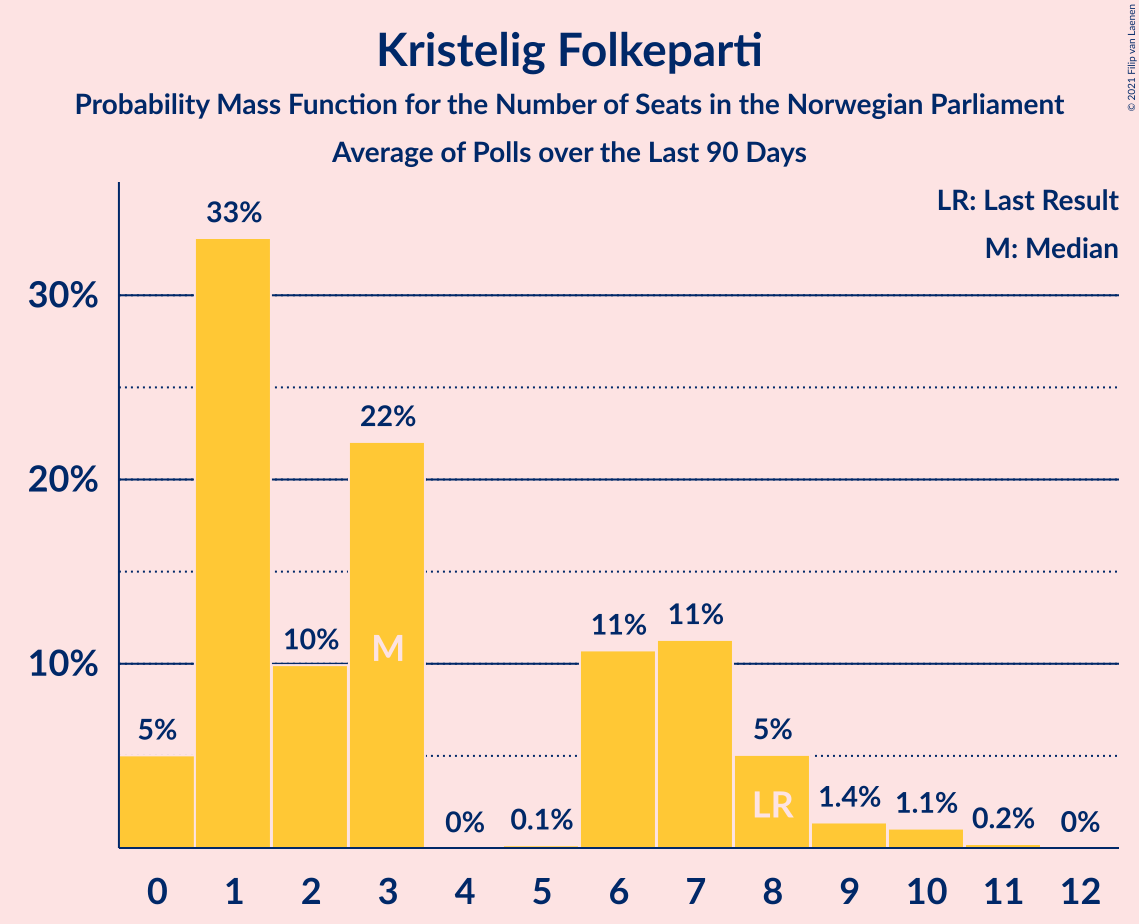 Kristelig Folkeparti
Probability Mass Function for the Number of Seats in the Norwegian Parliament
Average of Polls over the Last 90 Days
© 2021 Filip van Laenen
LR: Last Result
M: Median
30%
20%
10%
5%
33%
10%
22%
0%
0.1%
11%
11%
5%
1.4%
1.1%
0.2%
0%
M
LR
0 1 2 3 4 5 6 7 8 9 10 11 12